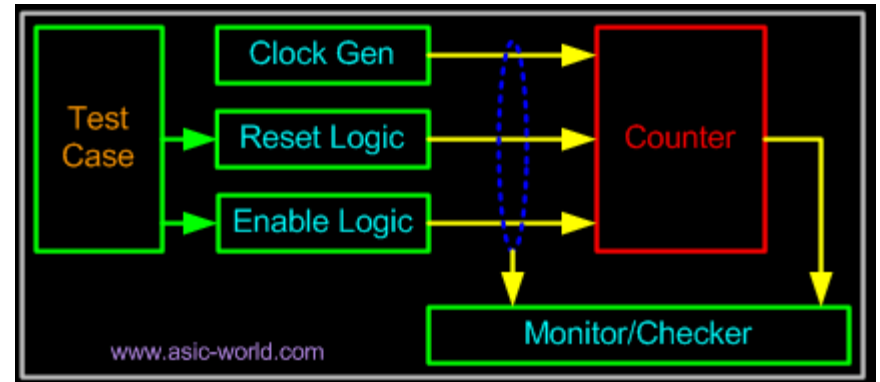 Clock Gen
Test
Case
Reset Logic
Counter
Enable Logic
Monitor/Checker
www.asic-world.com